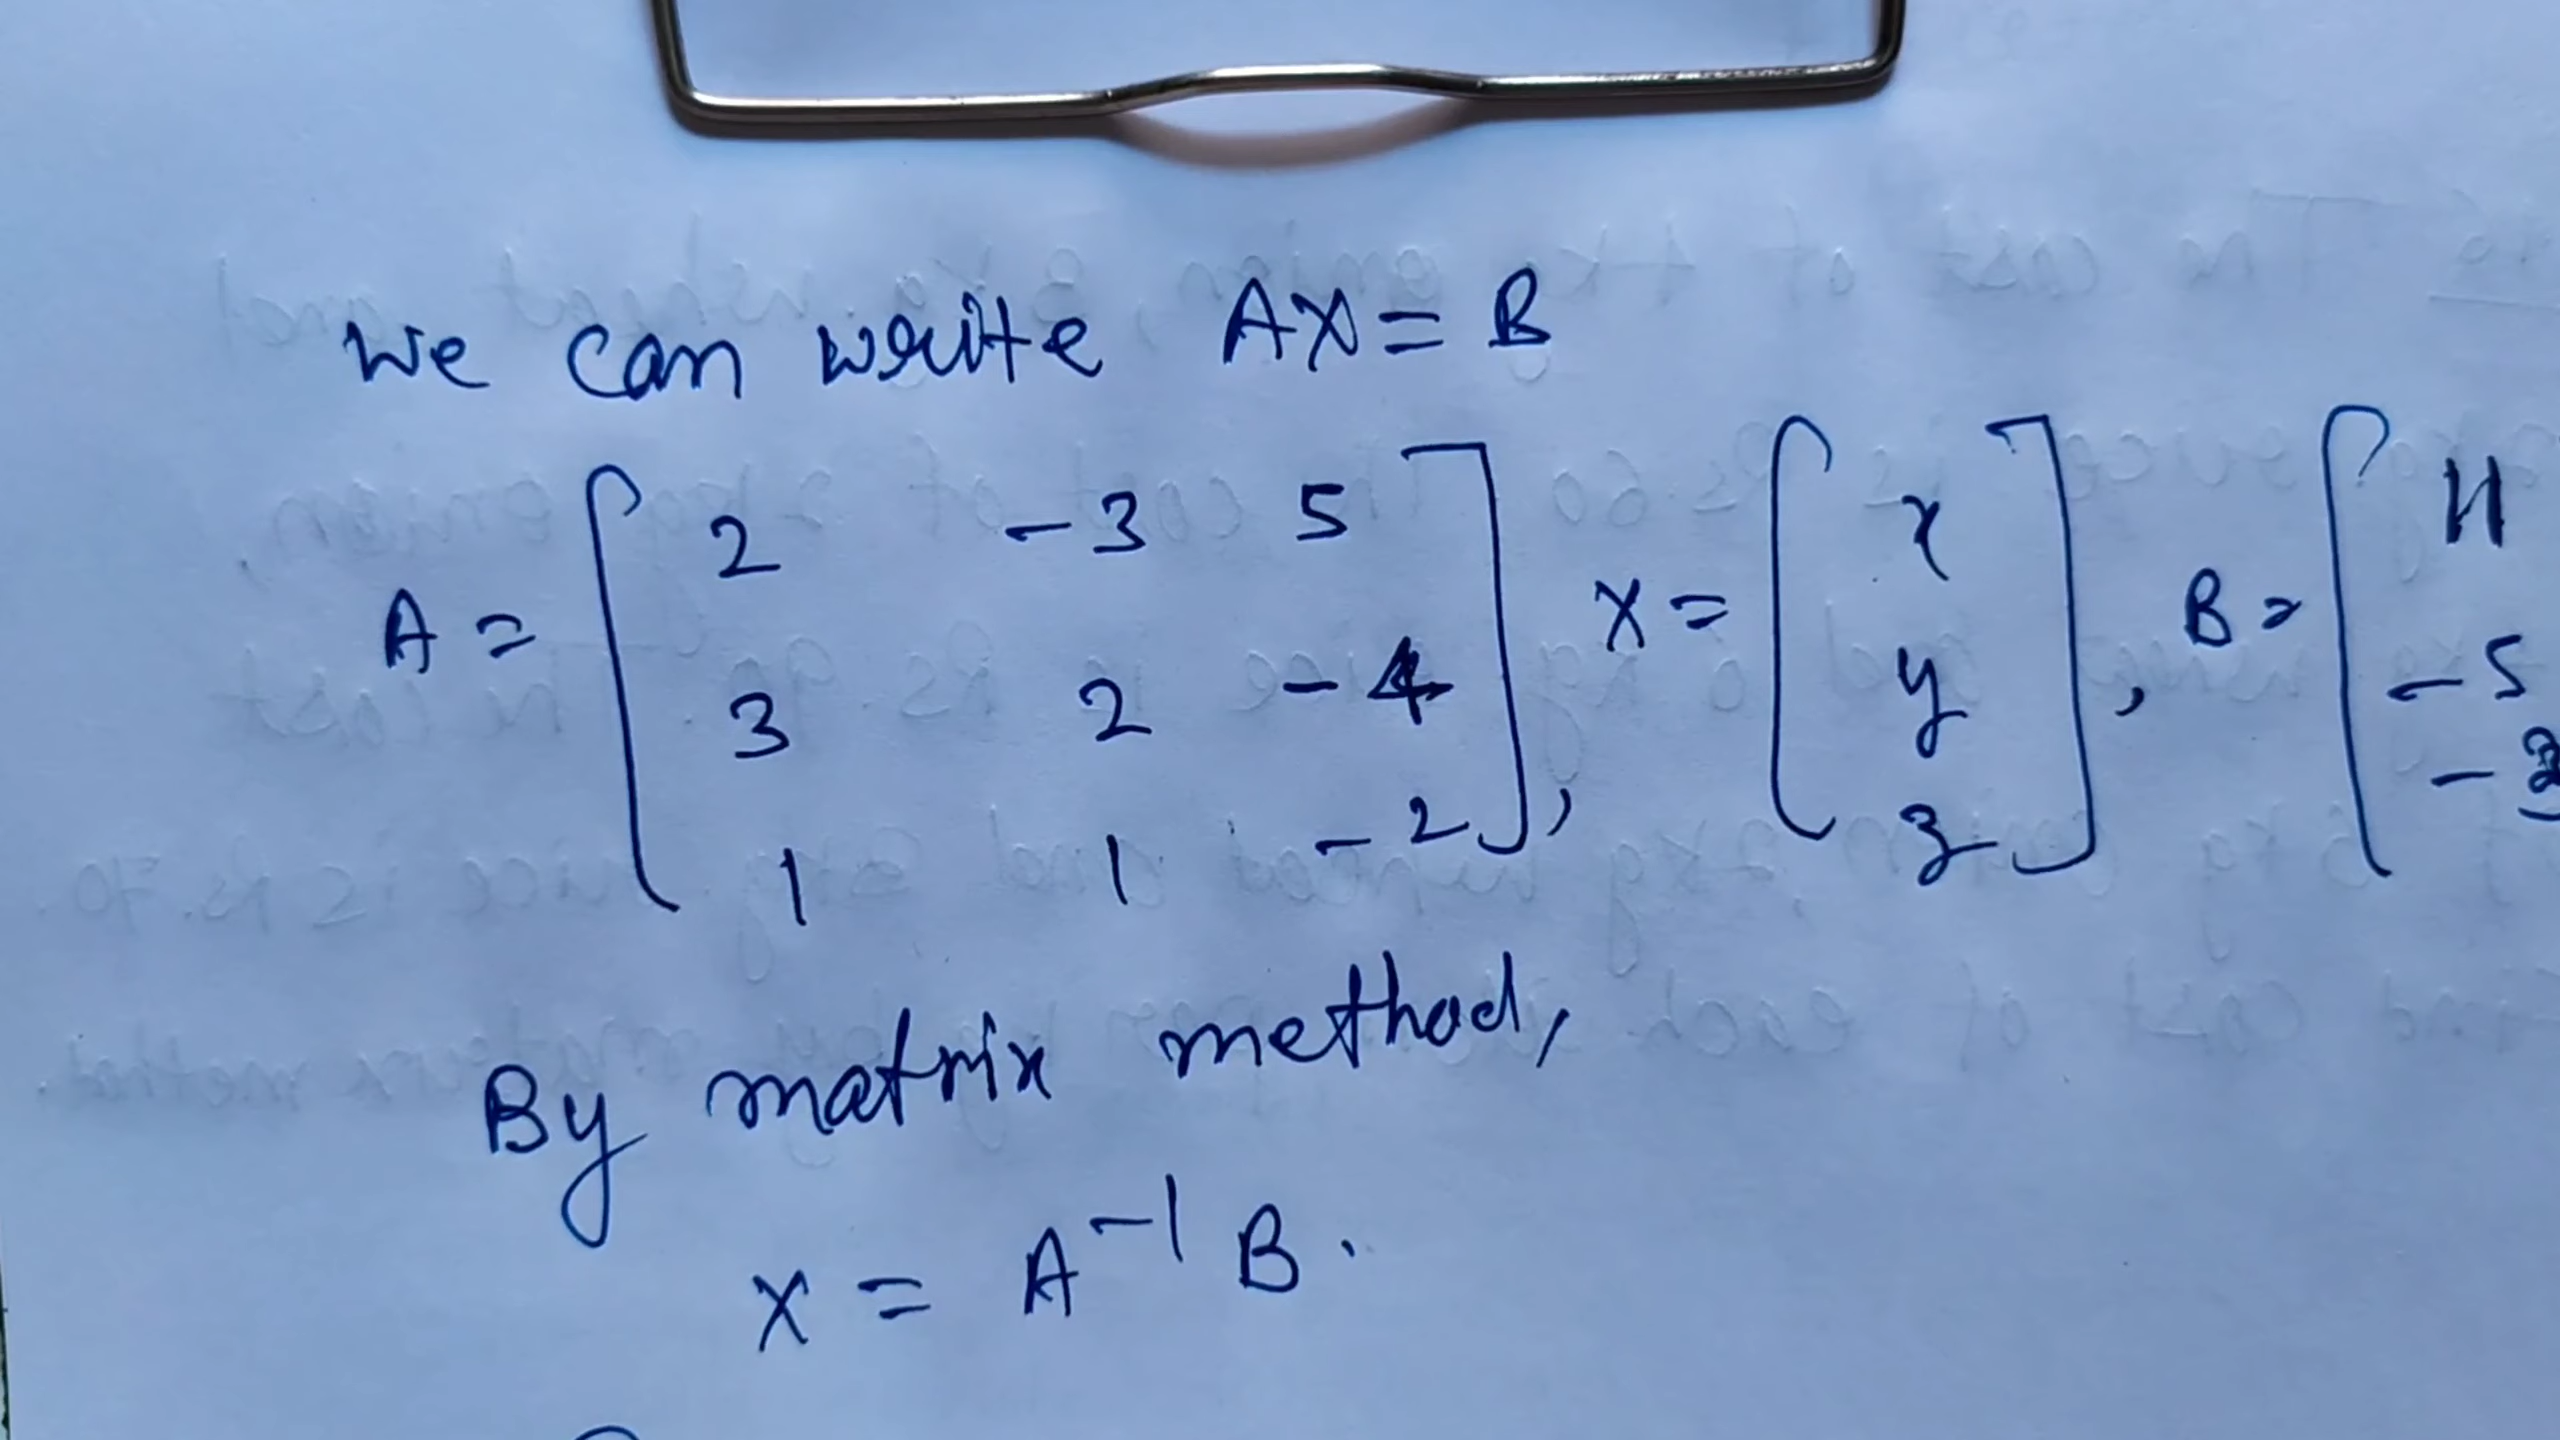 We can write AX = B
A = [ 2 -3 5
3 2 -4
1 1 -2 ], X = [ x
y
z ], B = [ 11
-5
-3
By matrix method,
X = A^-1 B.